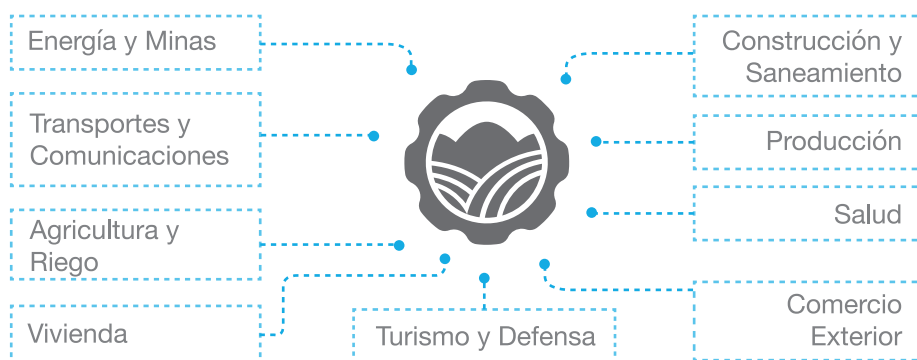 Energía y Minas
Transportes y
Comunicaciones
Agricultura y
Riego
Vivienda
Turismo y Defensa
Construcción y
Saneamiento
Producción
Salud
Comercio
Exterior